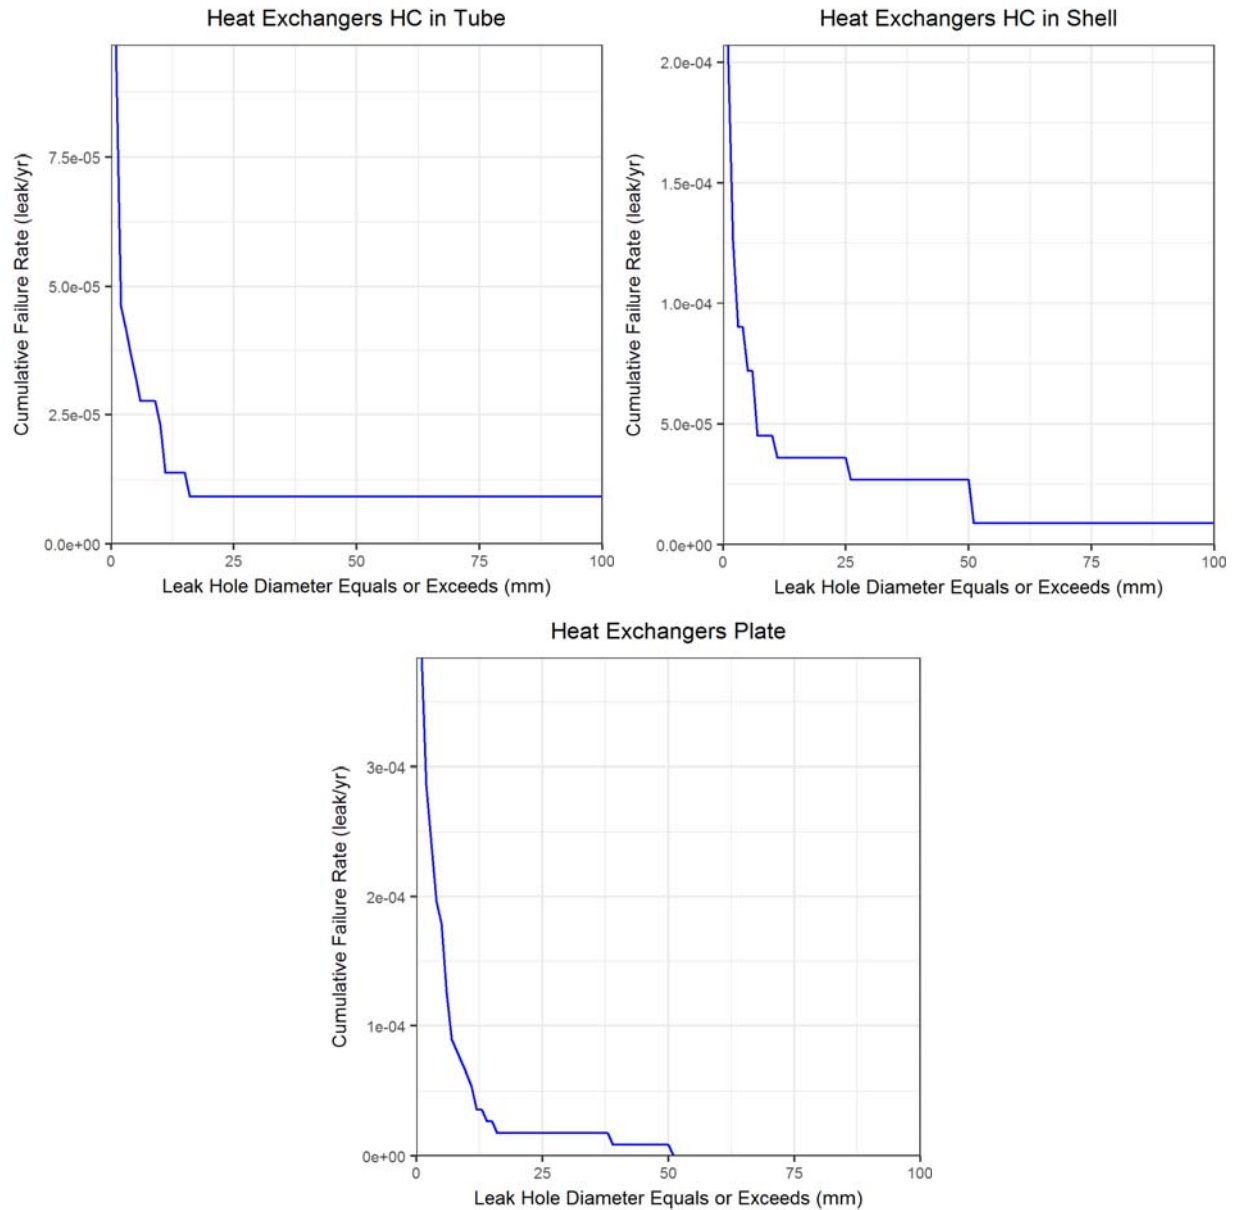 Heat Exchangers HC in Tube
Cumulative Failure Rate (leak/yr)
7.5e-05
5.0e-05
2.5e-05
0.0e+00
0 25 50 75 100
Leak Hole Diameter Equals or Exceeds (mm)
Heat Exchangers HC in Shell
Cumulative Failure Rate (leak/yr)
2.0e-04
1.5e-04
1.0e-04
5.0e-05
0.0e+00
0 25 50 75 100
Leak Hole Diameter Equals or Exceeds (mm)
Heat Exchangers Plate
Cumulative Failure Rate (leak/yr)
3e-04
2e-04
1e-04
0e+00
0 25 50 75 100
Leak Hole Diameter Equals or Exceeds (mm)